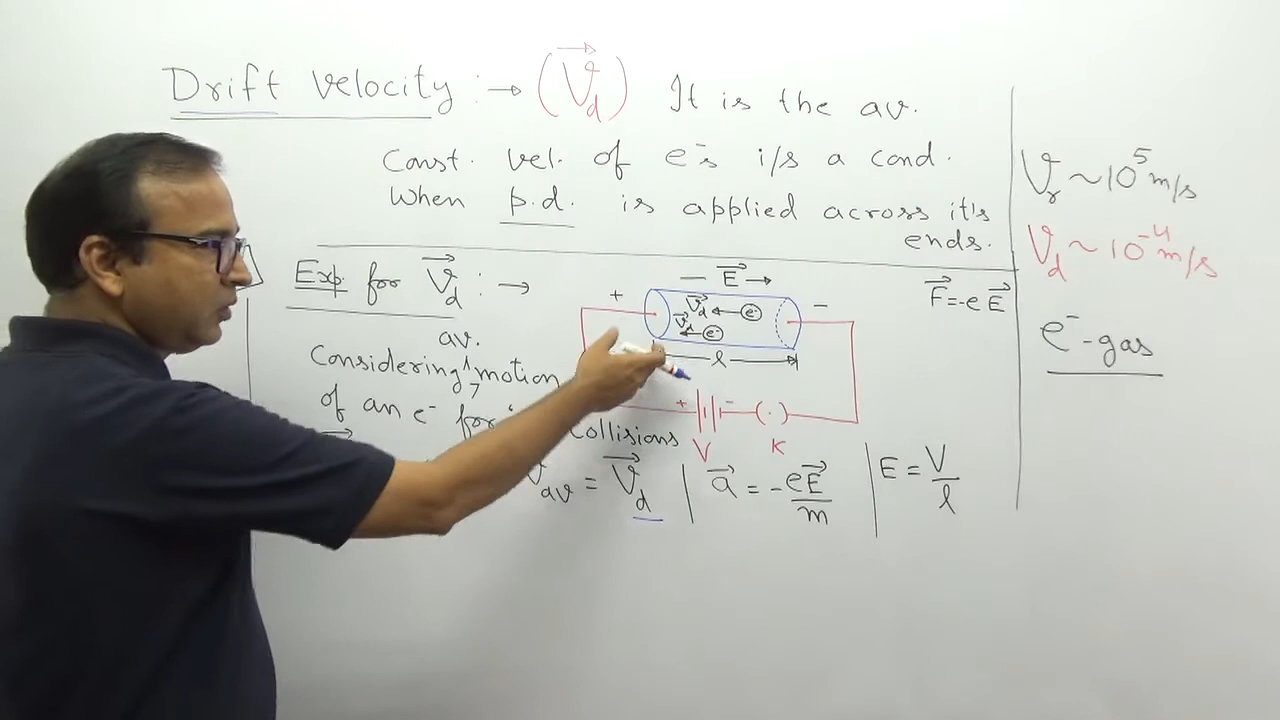 Drift velocity :→ (V⃗d) It is the av.
Const. vel. of e⁻s i/s a cond.
When p.d. is applied across it's
ends.
Exp. for V⃗d :→
av.
Considering ∧ motion
of an e⁻ for
Collisions
av = V⃗d
a⃗ = -eE⃗/m
E = V/l
— E⃗ →
+ −
V⃗d ← e⁻
V⃗d ← e⁻
l
+ −
V K
F⃗ = -e E⃗
Vr ~ 10⁵ m/s
Vd ~ 10⁻⁴ m/s
e⁻-gas